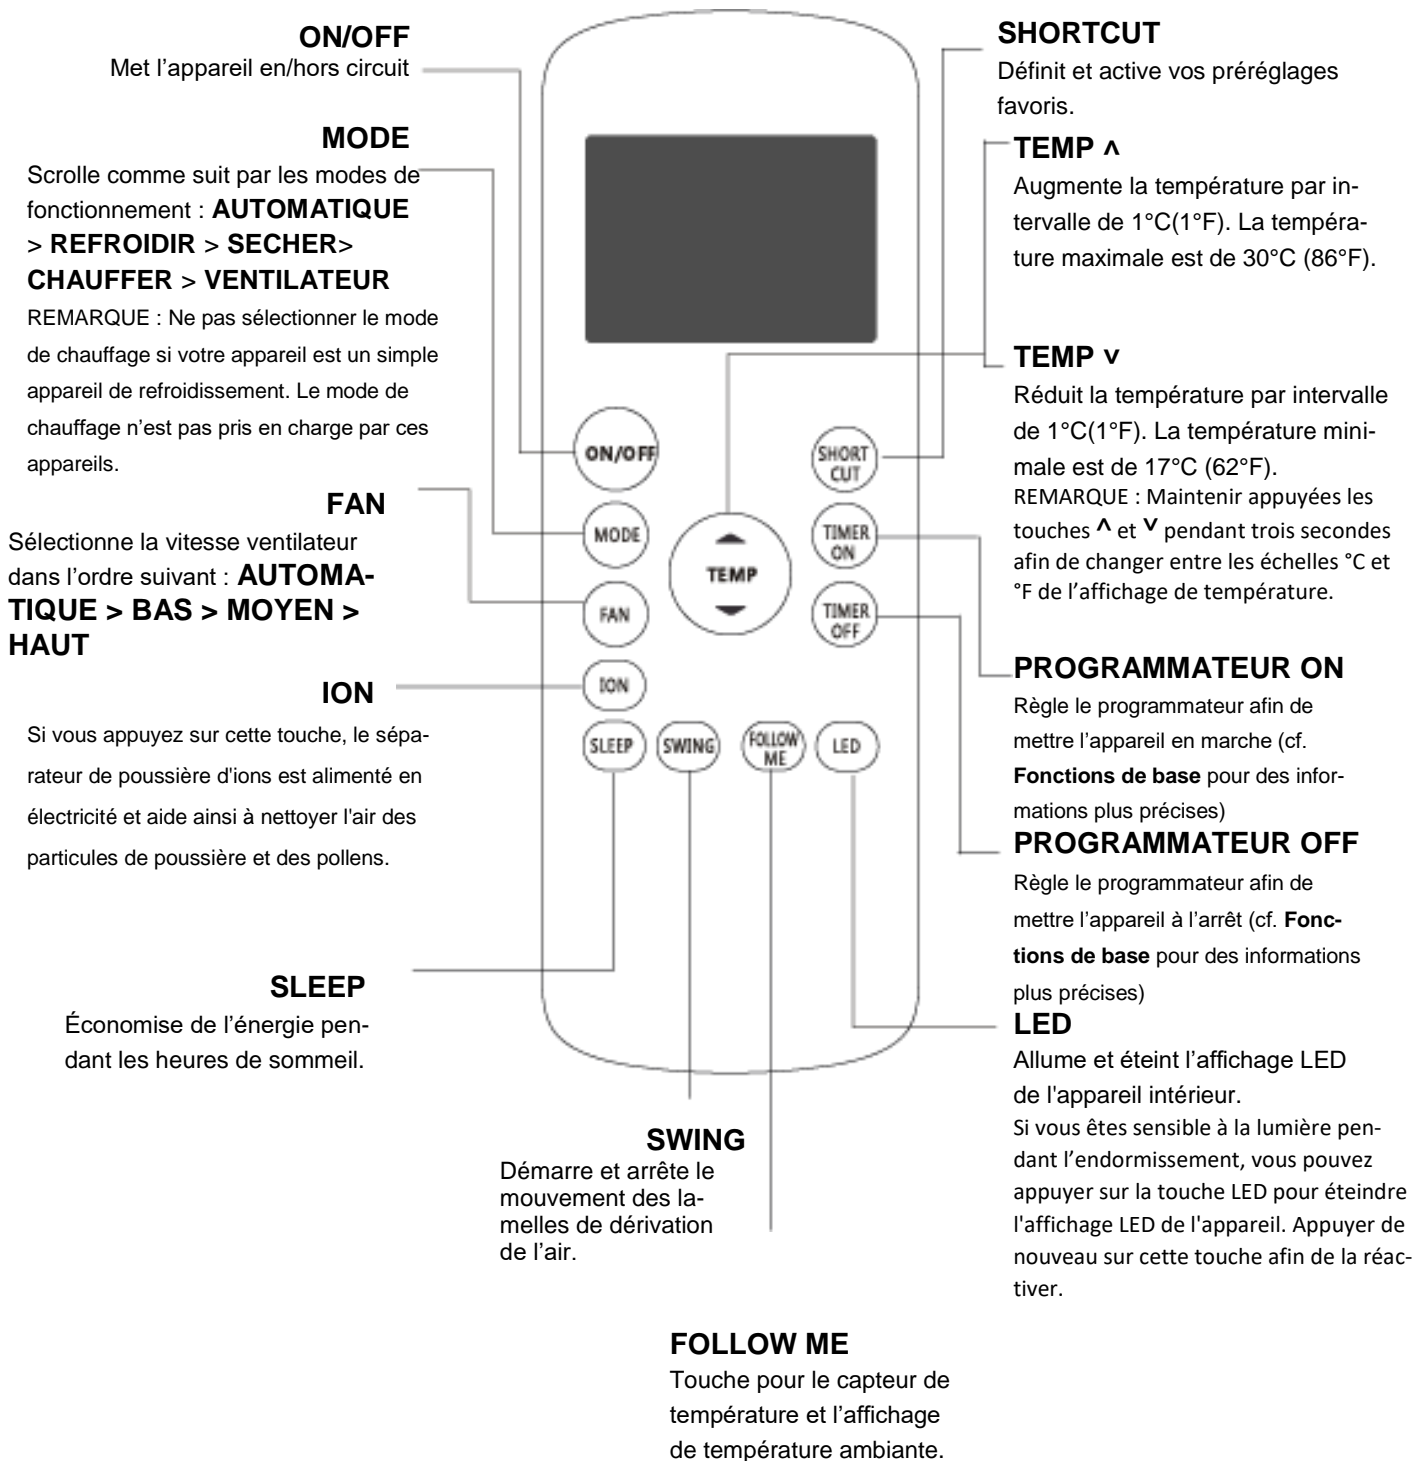 ON/OFF
Met l’appareil en/hors circuit
MODE
Scrolle comme suit par les modes de
fonctionnement : AUTOMATIQUE
> REFROIDIR > SECHER>
CHAUFFER > VENTILATEUR
REMARQUE : Ne pas sélectionner le mode
de chauffage si votre appareil est un simple
appareil de refroidissement. Le mode de
chauffage n’est pas pris en charge par ces
appareils.
FAN
Sélectionne la vitesse ventilateur
dans l’ordre suivant : AUTOMA-
TIQUE > BAS > MOYEN >
HAUT
ION
Si vous appuyez sur cette touche, le sépa-
rateur de poussière d'ions est alimenté en
électricité et aide ainsi à nettoyer l'air des
particules de poussière et des pollens.
SLEEP
Économise de l’énergie pen-
dant les heures de sommeil.
ON/OFF
SHORT
CUT
MODE
TEMP
TIMER
ON
FAN
TIMER
OFF
ION
SLEEP
SWING
FOLLOW
ME
LED
SWING
Démarre et arrête le
mouvement des la-
melles de dérivation
de l’air.
FOLLOW ME
Touche pour le capteur de
température et l’affichage
de température ambiante.
SHORTCUT
Définit et active vos préréglages
favoris.
TEMP ˄
Augmente la température par in-
tervalle de 1°C(1°F). La tempéra-
ture maximale est de 30°C (86°F).
TEMP ˅
Réduit la température par intervalle
de 1°C(1°F). La température mini-
male est de 17°C (62°F).
REMARQUE : Maintenir appuyées les
touches ˄ et ˅ pendant trois secondes
afin de changer entre les échelles °C et
°F de l’affichage de température.
PROGRAMMATEUR ON
Règle le programmateur afin de
mettre l’appareil en marche (cf.
Fonctions de base pour des infor-
mations plus précises)
PROGRAMMATEUR OFF
Règle le programmateur afin de
mettre l’appareil à l’arrêt (cf. Fonc-
tions de base pour des informations
plus précises)
LED
Allume et éteint l’affichage LED
de l'appareil intérieur.
Si vous êtes sensible à la lumière pen-
dant l’endormissement, vous pouvez
appuyer sur la touche LED pour éteindre
l'affichage LED de l'appareil. Appuyer de
nouveau sur cette touche afin de la réac-
tiver.